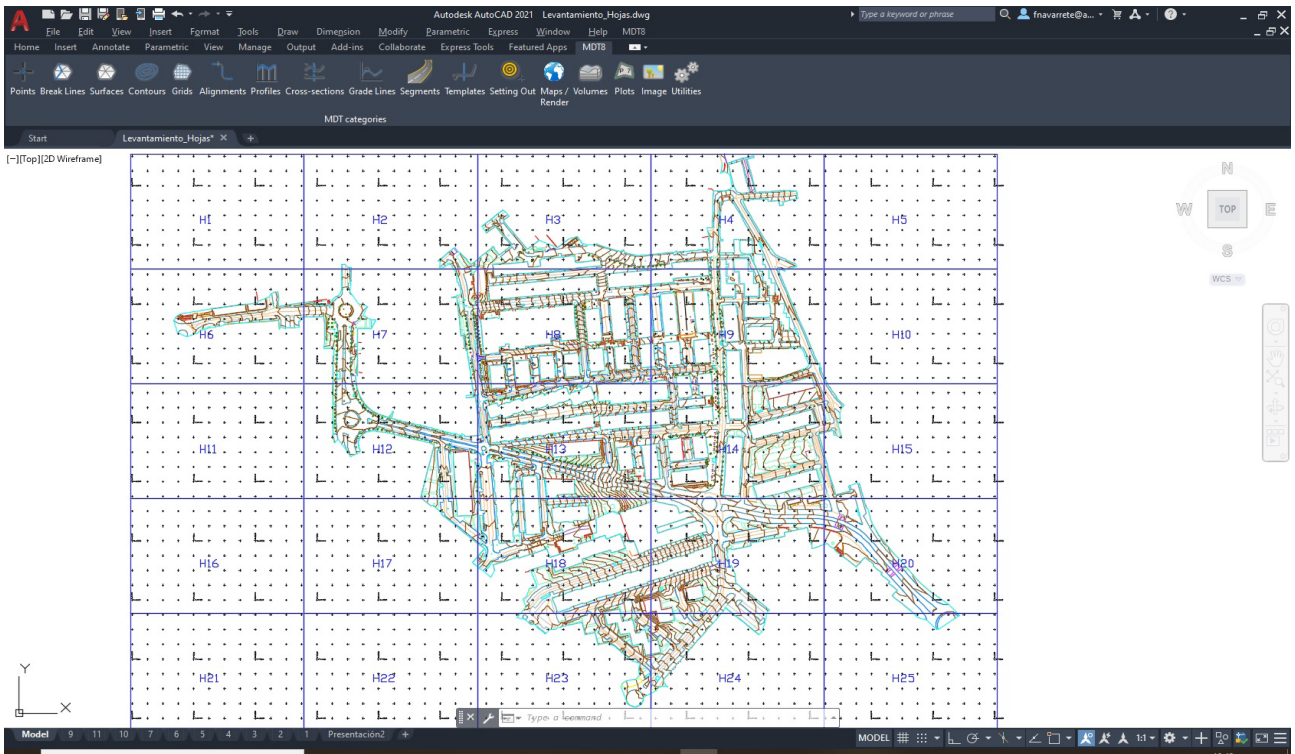 Autodesk AutoCAD 2021 Levantamiento_Hojas.dwg
Type a keyword or phrase
fnavarrete@a...
File Edit View Insert Format Tools Draw Dimension Modify Parametric Express Window Help MDT8
Home Insert Annotate Parametric View Manage Output Add-ins Collaborate Express Tools Featured Apps MDT8
Points Break Lines Surfaces Contours Grids Alignments Profiles Cross-sections Grade Lines Segments Templates Setting Out Maps / Volumes Plots Image Utilities
Render
MDT categories
Start Levantamiento_Hojas*
[−][Top][2D Wireframe]
N
W TOP E
S
WCS
H1 H2 H3 H4 H5
H6 H7 H8 H9 H10
H11 H12 H13 H14 H15
H16 H17 H18 H19 H20
H21 H22 H23 H24 H25
Y
X
Type a command
Model 9 11 10 7 6 5 4 3 2 1 Presentación2 +
MODEL 1:1